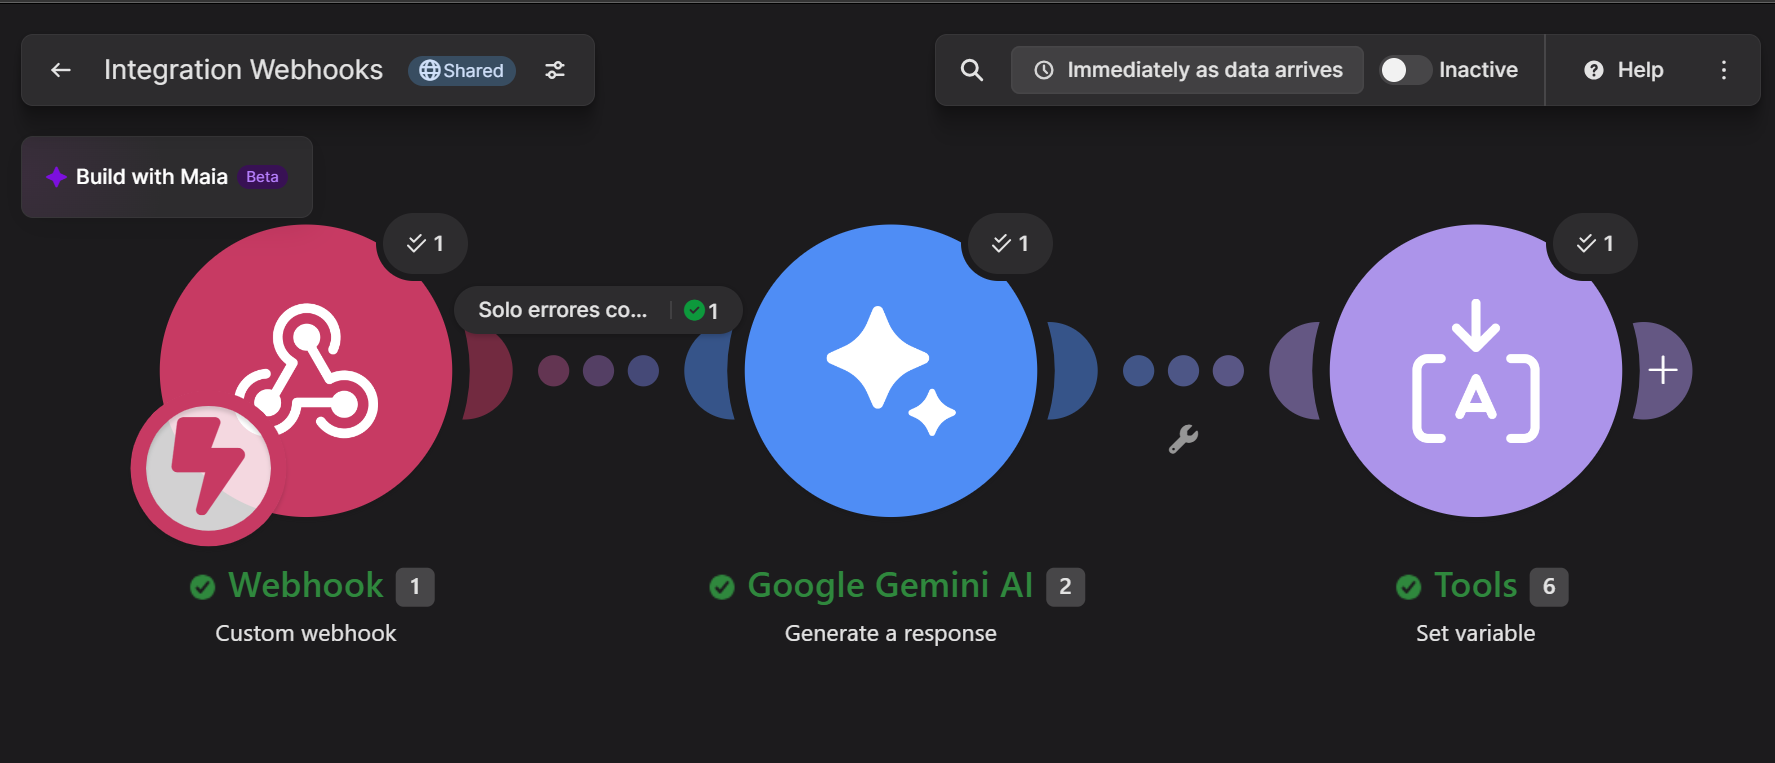 Integration Webhooks Shared
Immediately as data arrives Inactive Help
Build with Maia Beta
1
1
1
Solo errores co... 1
A
Webhook 1
Custom webhook
Google Gemini AI 2
Generate a response
Tools 6
Set variable